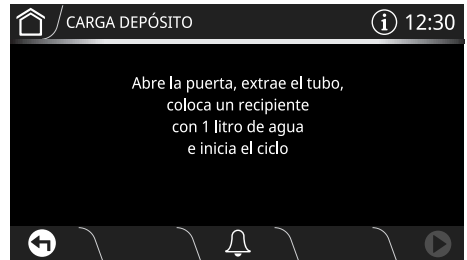 CARGA DEPÓSITO
i 12:30
Abre la puerta, extrae el tubo,
coloca un recipiente
con 1 litro de agua
e inicia el ciclo